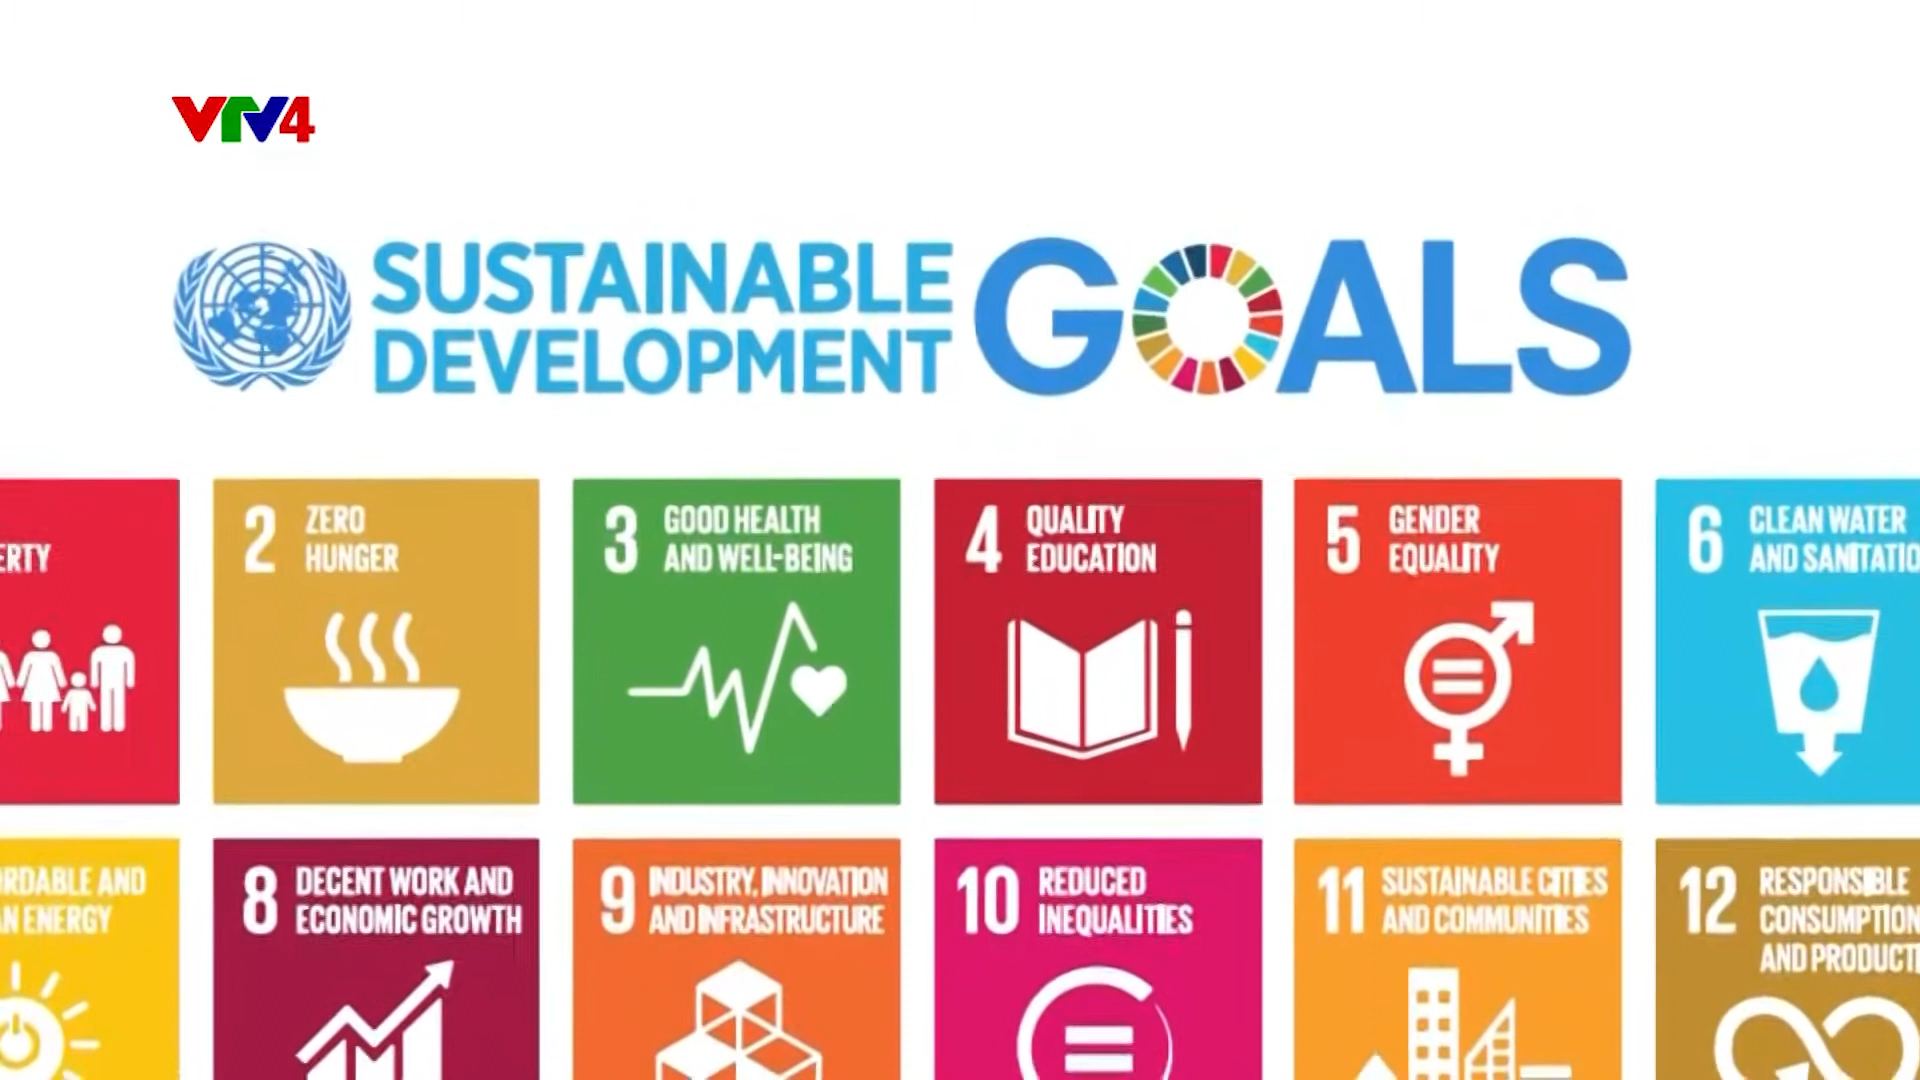 VTV4
SUSTAINABLE
DEVELOPMENT
GOALS
ERTY
2 ZERO
HUNGER
3 GOOD HEALTH
AND WELL-BEING
4 QUALITY
EDUCATION
5 GENDER
EQUALITY
6 CLEAN WATER
AND SANITATIO
RDABLE AND
AN ENERGY
8 DECENT WORK AND
ECONOMIC GROWTH
9 INDUSTRY, INNOVATION
AND INFRASTRUCTURE
10 REDUCED
INEQUALITIES
11 SUSTAINABLE CITIES
AND COMMUNITIES
12 RESPONSIBLE
CONSUMPTION
AND PRODUCTI